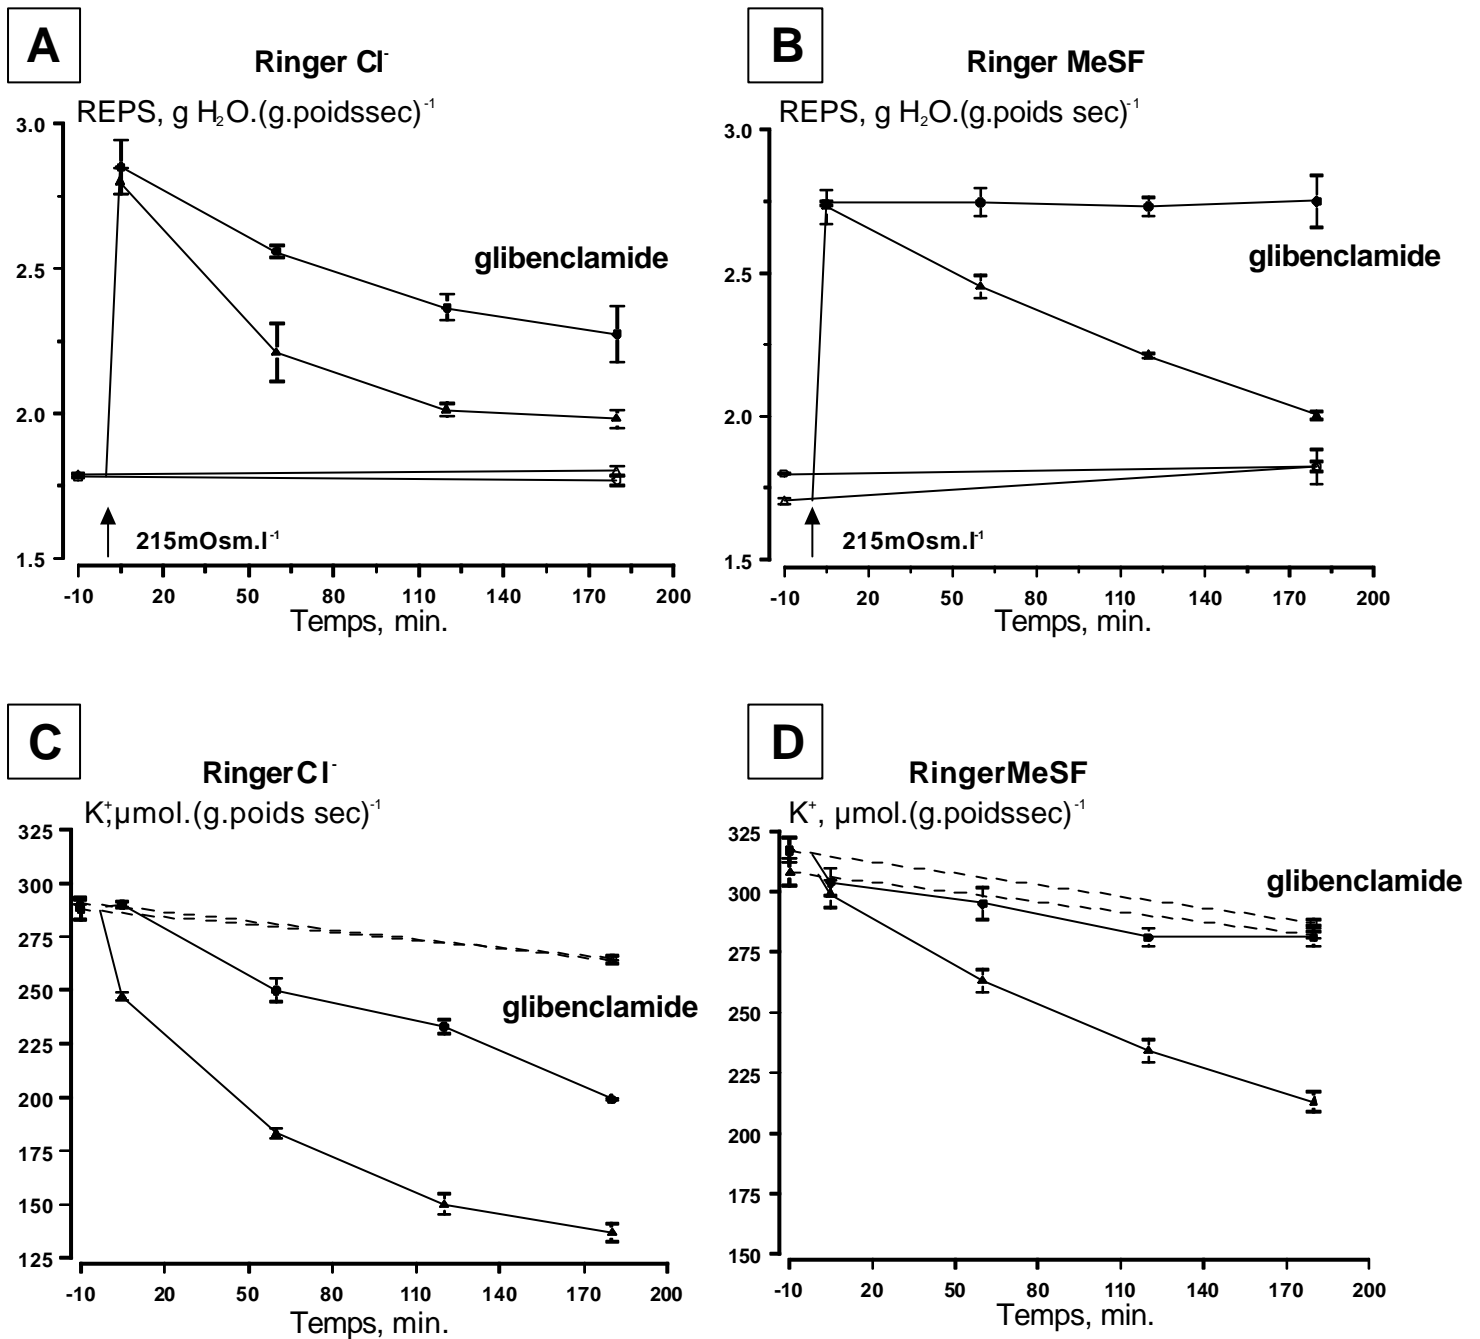 A
Ringer Cl-
REPS, g H2O.(g.poidssec)-1
3.0
2.5
2.0
1.5
glibenclamide
215mOsm.l-1
-10 20 50 80 110 140 170 200
Temps, min.
B
Ringer MeSF
REPS, g H2O.(g.poids sec)-1
3.0
2.5
2.0
1.5
glibenclamide
215mOsm.l-1
-10 20 50 80 110 140 170 200
Temps, min.
C
Ringer Cl-
K+,µmol.(g.poids sec)-1
325
300
275
250
225
200
175
150
125
glibenclamide
-10 20 50 80 110 140 170 200
Temps, min.
D
RingerMeSF
K+, µmol.(g.poidssec)-1
325
300
275
250
225
200
175
150
glibenclamide
-10 20 50 80 110 140 170 200
Temps, min.